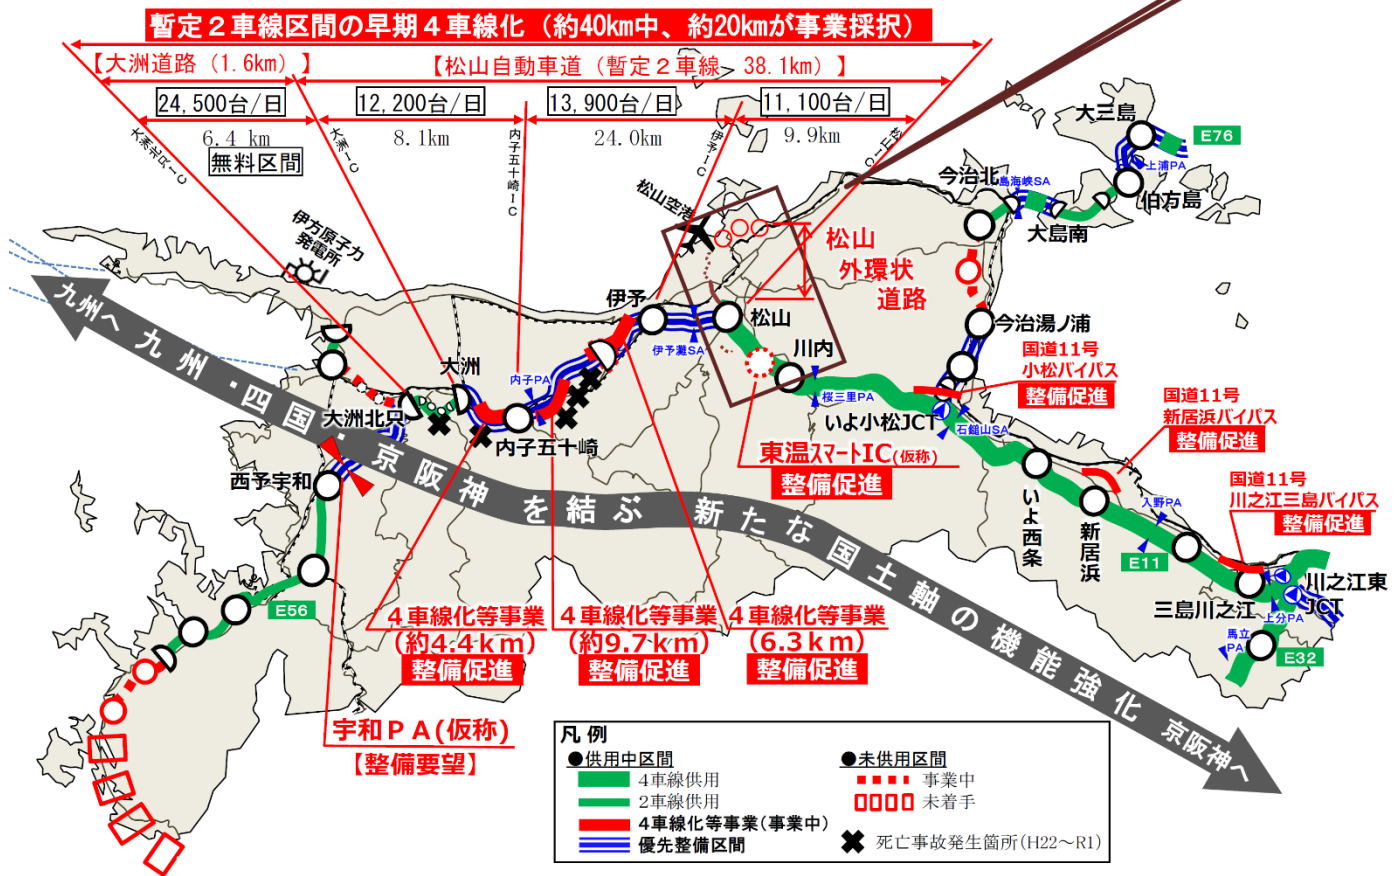 暫定２車線区間の早期４車線化（約40km中、約20kmが事業採択）
【大洲道路（1.6km）】
【松山自動車道（暫定２車線　38.1km）】
24,500台/日
12,200台/日
13,900台/日
11,100台/日
6.4 km
8.1km
24.0km
9.9km
無料区間
大洲北只ＩＣ
大洲ＩＣ
内子五十崎ＩＣ
伊予ＩＣ
松山ＩＣ
大三島
E76
上浦PA
伯方島
今治北
島海峡SA
大島南
松山空港
伊方原子力
発電所
松山
外環状
道路
伊予
松山
伊予灘SA
川内
今治湯ノ浦
国道11号
小松バイパス
整備促進
桜三里PA
いよ小松JCT
石鎚山SA
国道11号
新居浜バイパス
整備促進
大洲
内子PA
大洲北只
内子五十崎
西予宇和
東温スマートIC(仮称)
整備促進
いよ西条
新居浜
入野PA
E11
国道11号
川之江三島バイパス
整備促進
三島川之江
川之江東
JCT
上分PA
馬立
PA
E32
E56
九州へ 九州・四国・京阪神 を結ぶ 新たな国土軸の機能強化 京阪神へ
４車線化等事業
(約4.4ｋｍ)
整備促進
４車線化等事業
(約9.7ｋｍ)
整備促進
４車線化等事業
(6.3ｋｍ)
整備促進
宇和ＰＡ(仮称)
【整備要望】
凡 例
●供用中区間
4車線供用
2車線供用
４車線化等事業(事業中)
優先整備区間
●未供用区間
事業中
未着手
死亡事故発生箇所(H22～R1)